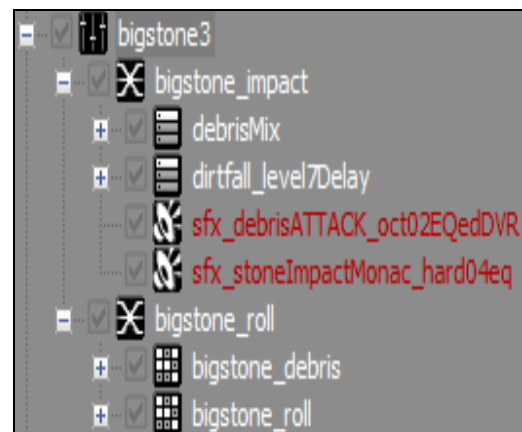 bigstone3
bigstone_impact
debrisMix
dirtfall_level7Delay
sfx_debrisATTACK_oct02EQedDVR
sfx_stoneImpactMonac_hard04eq
bigstone_roll
bigstone_debris
bigstone_roll